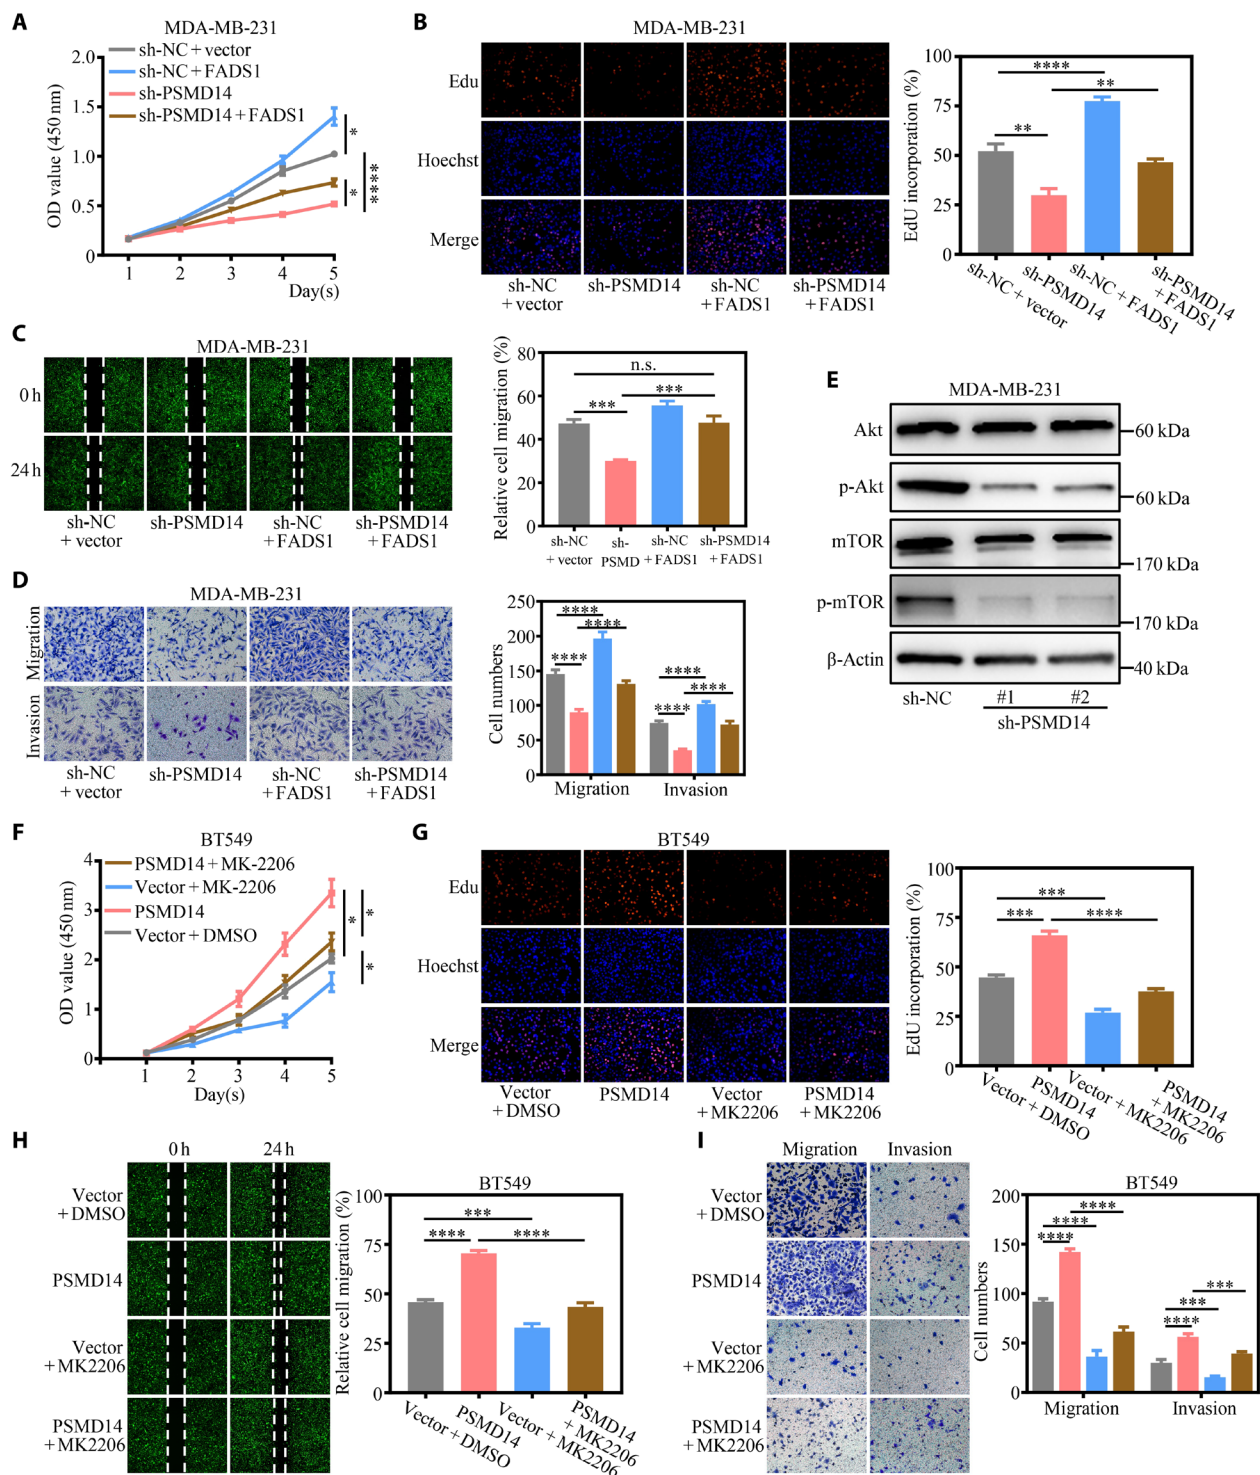 A
MDA-MB-231
sh-NC + vector
sh-NC + FADS1
sh-PSMD14
sh-PSMD14 + FADS1
OD value (450 nm)
2.0
1.5
1.0
0.5
0
*
*
****
1 2 3 4 5
Day(s)
B
MDA-MB-231
Edu
Hoechst
Merge
sh-NC
+ vector
sh-PSMD14
sh-NC
+ FADS1
sh-PSMD14
+ FADS1
EdU incorporation (%)
100
75
50
25
0
****
**
**
sh-NC + vector
sh-PSMD14
sh-NC + FADS1
sh-PSMD14
+ FADS1
C
MDA-MB-231
0 h
24 h
sh-NC
+ vector
sh-PSMD14
sh-NC
+ FADS1
sh-PSMD14
+ FADS1
Relative cell migration (%)
80
60
40
20
0
n.s.
***
***
sh-NC
+ vector
sh-
PSMD
sh-NC
+ FADS1
sh-PSMD14
+ FADS1
D
MDA-MB-231
Migration
Invasion
sh-NC
+ vector
sh-PSMD14
sh-NC
+ FADS1
sh-PSMD14
+ FADS1
Cell numbers
250
200
150
100
50
0
****
****
****
****
****
****
Migration Invasion
E
MDA-MB-231
Akt
60 kDa
p-Akt
60 kDa
mTOR
170 kDa
p-mTOR
170 kDa
β-Actin
40 kDa
sh-NC #1 #2
sh-PSMD14
F
BT549
PSMD14 + MK-2206
Vector + MK-2206
PSMD14
Vector + DMSO
OD value (450 nm)
4
3
2
1
0
*
*
*
1 2 3 4 5
Day(s)
G
BT549
Edu
Hoechst
Merge
Vector
+ DMSO
PSMD14
Vector
+ MK2206
PSMD14
+ MK2206
EdU incorporation (%)
100
75
50
25
0
***
***
****
Vector + DMSO
PSMD14
Vector + MK2206
PSMD14
+ MK2206
H
0 h 24 h
Vector
+ DMSO
PSMD14
Vector
+ MK2206
PSMD14
+ MK2206
BT549
Relative cell migration (%)
100
75
50
25
0
***
****
****
Vector + DMSO
PSMD14
Vector + MK2206
PSMD14
+ MK2206
I
Migration Invasion
Vector
+ DMSO
PSMD14
Vector
+ MK2206
PSMD14
+ MK2206
BT549
Cell numbers
200
150
100
50
0
****
****
****
***
***
****
Migration Invasion